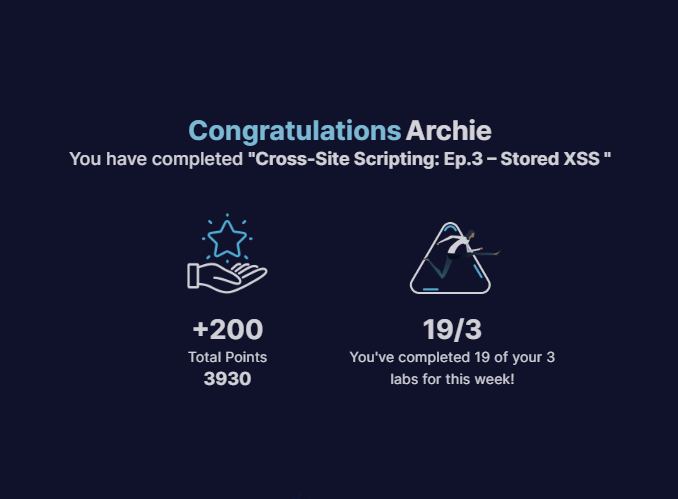 Congratulations Archie
You have completed "Cross-Site Scripting: Ep.3 – Stored XSS "
+200
Total Points
3930
19/3
You've completed 19 of your 3
labs for this week!